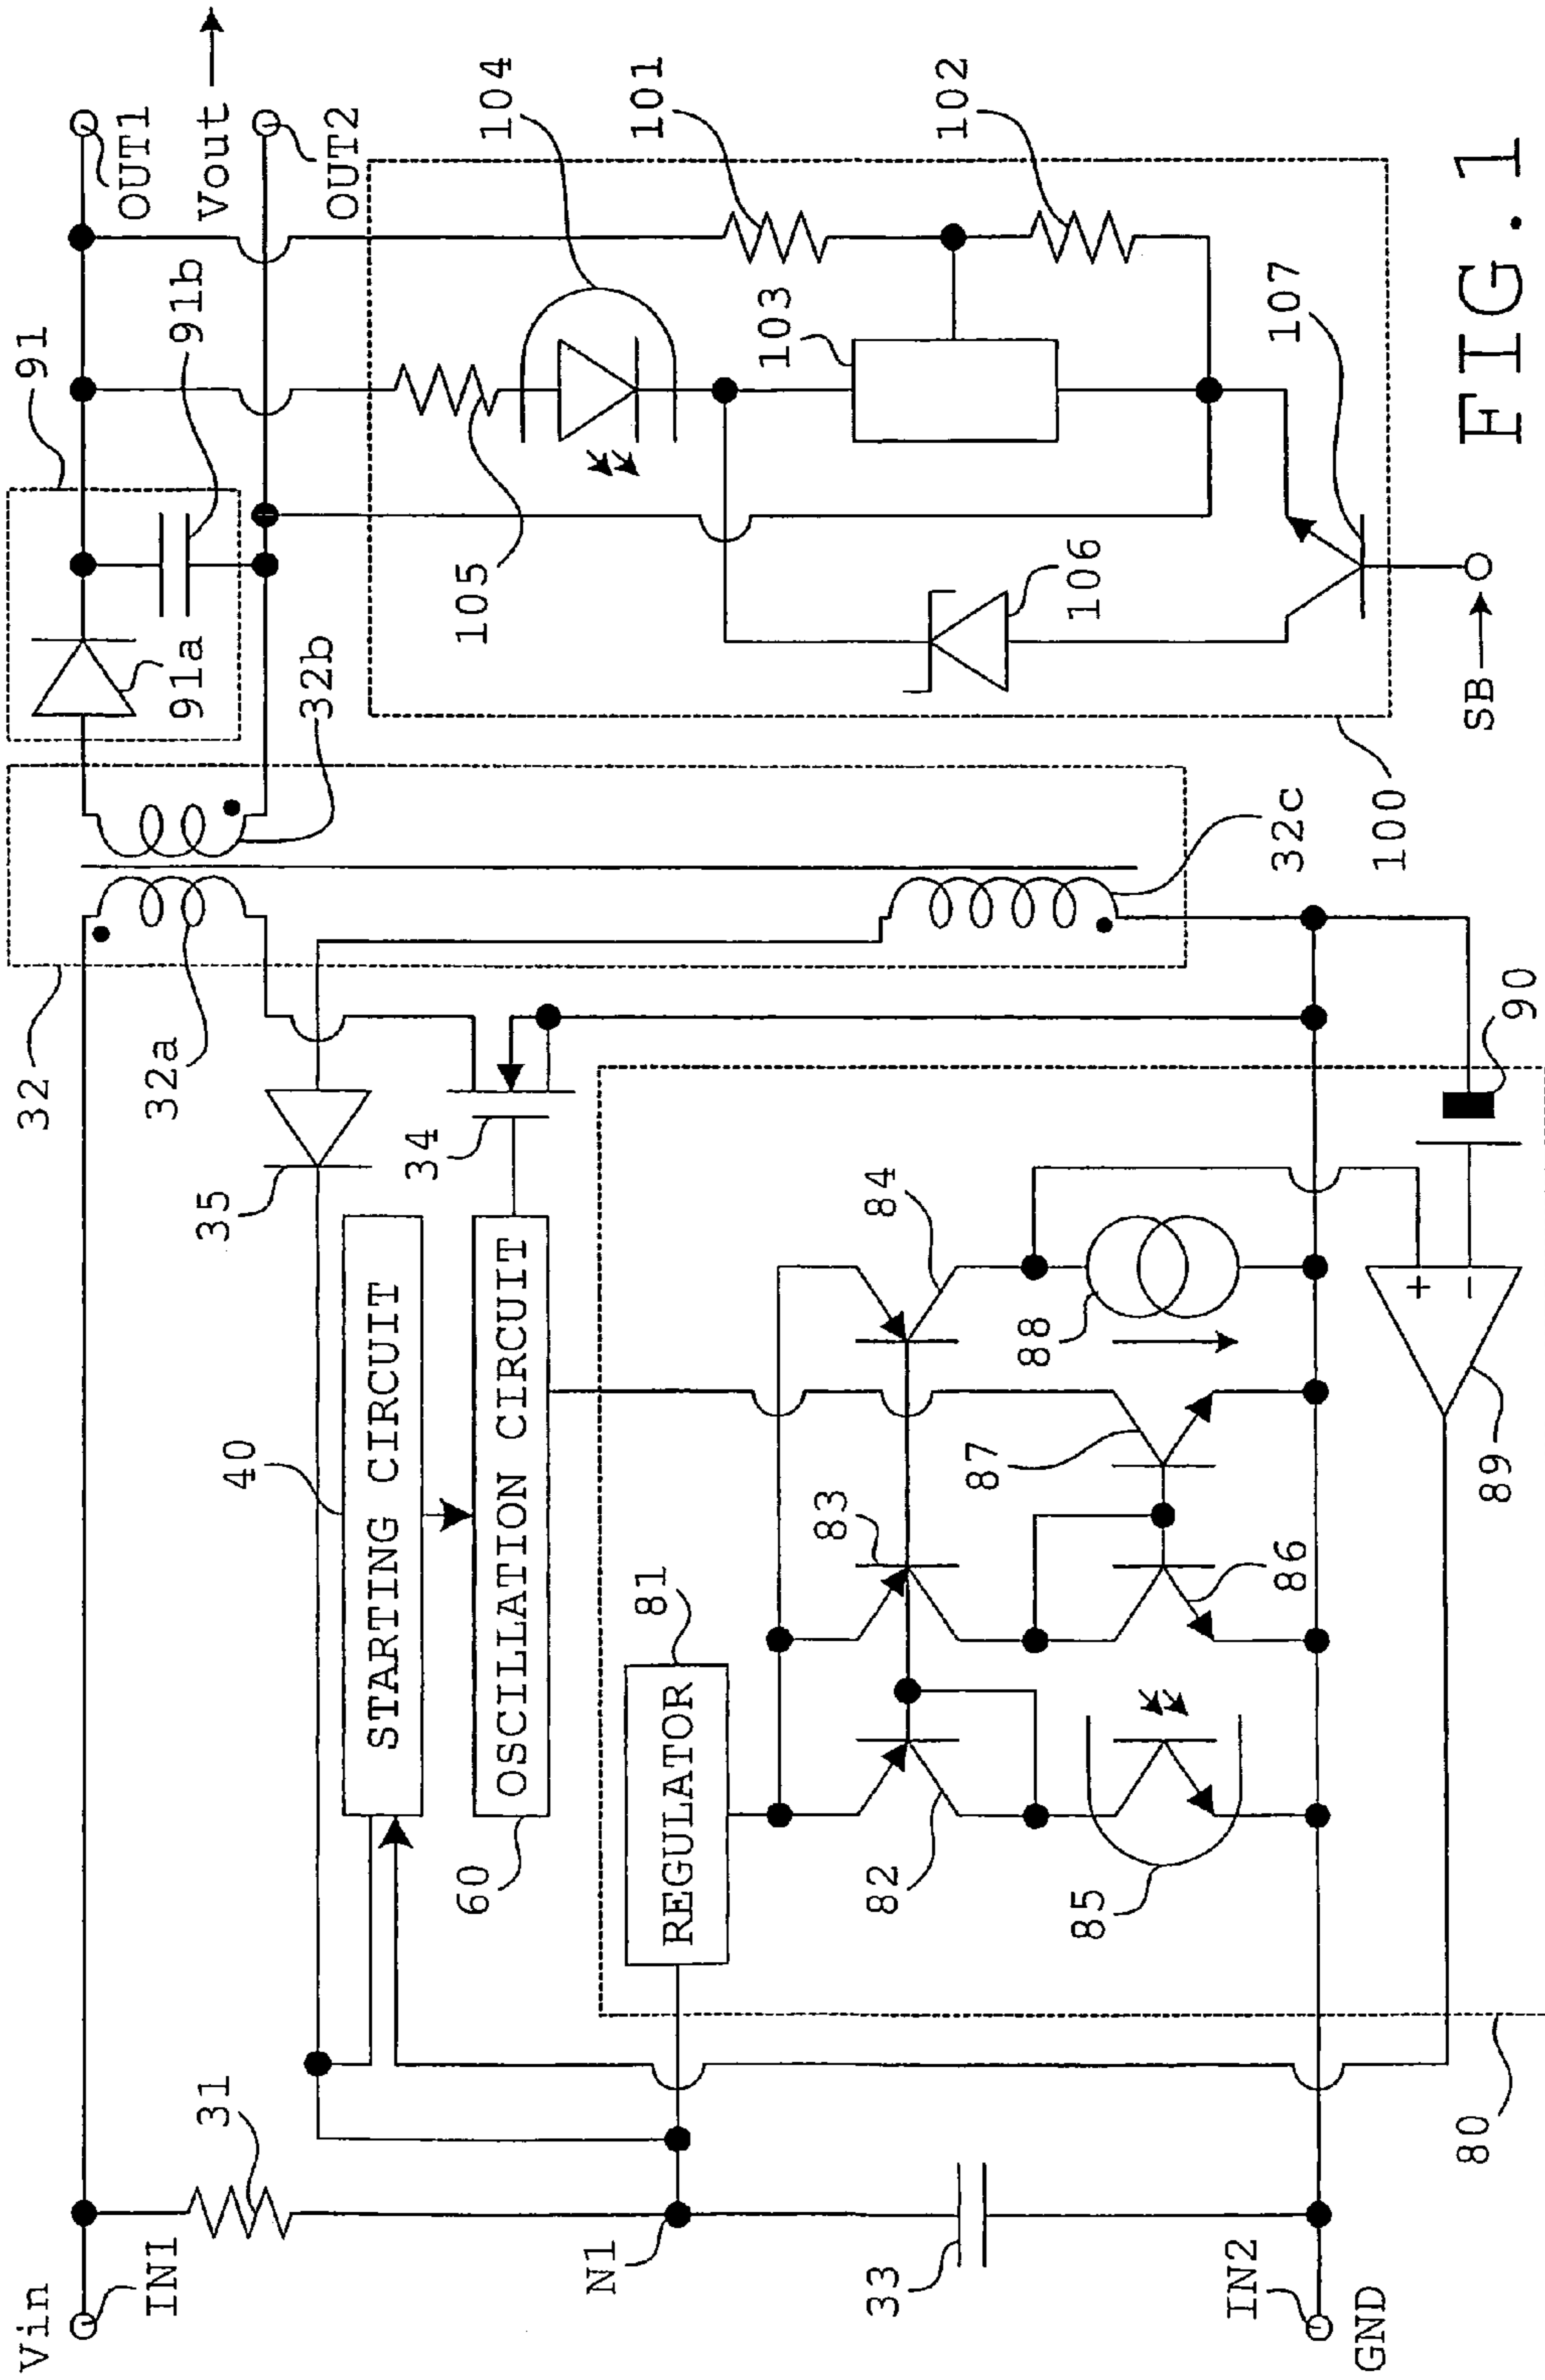 Vin
IN1
31
N1
33
IN2
GND
32
32a
32b
32c
35
34
40
STARTING CIRCUIT
60
OSCILLATION CIRCUIT
REGULATOR
81
82
83
84
85
86
87
88
89
90
80
91
91a
91b
OUT1
Vout
OUT2
104
101
102
103
105
106
107
100
SB
+
−
FIG. 1